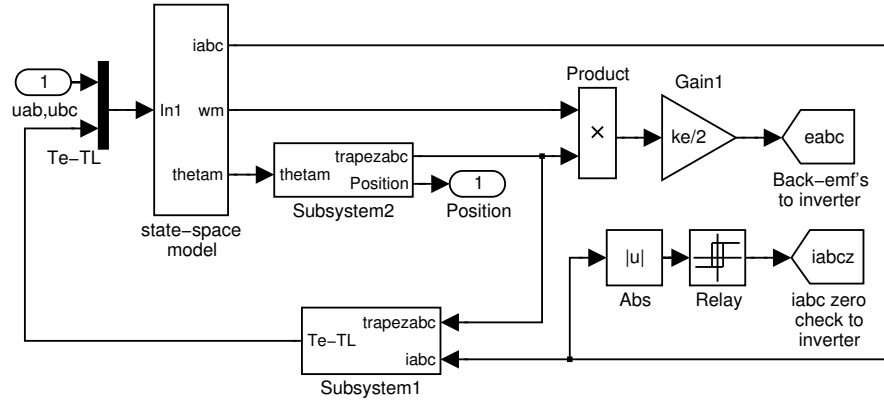 iabc
Product
Gain1
1
In1
wm
×
ke/2
eabc
uab,ubc
Te−TL
thetam
thetam
trapezabc
Position
1
Back−emf's
to inverter
Subsystem2
Position
state−space
model
|u|
iabcz
Abs
Relay
iabc zero
check to
inverter
Te−TL
trapezabc
iabc
Subsystem1